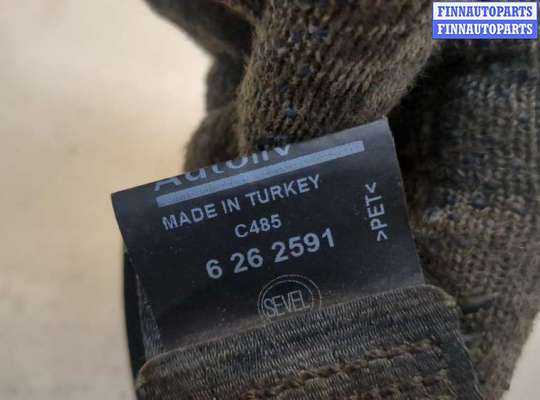 FINNAUTOPARTS
FINNAUTOPARTS
Autoliv
MADE IN TURKEY
C485
6 26 2591
>PET<
SEVEL